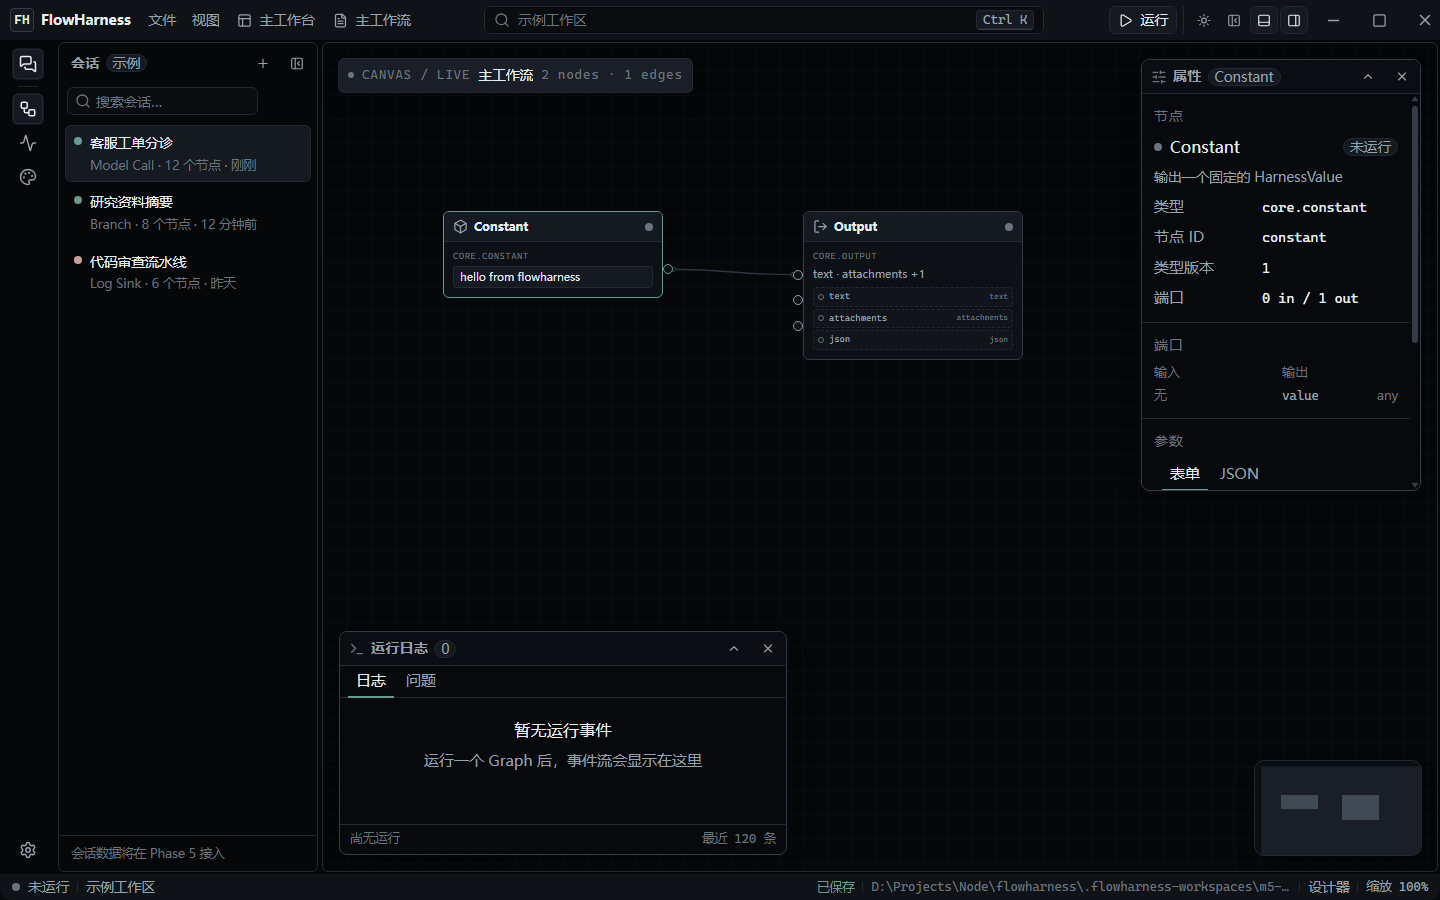 FH FlowHarness 文件 视图 主工作台 主工作流 示例工作区 Ctrl K 运行
会话 示例
搜索会话...
客服工单分诊
Model Call · 12 个节点 · 刚刚
研究资料摘要
Branch · 8 个节点 · 12 分钟前
代码审查流水线
Log Sink · 6 个节点 · 昨天
会话数据将在 Phase 5 接入
CANVAS / LIVE 主工作流 2 nodes · 1 edges
Constant
CORE.CONSTANT
hello from flowharness
Output
CORE.OUTPUT
text · attachments +1
text text
attachments attachments
json json
属性 Constant
节点
Constant 未运行
输出一个固定的 HarnessValue
类型 core.constant
节点 ID constant
类型版本 1
端口 0 in / 1 out
端口
输入 输出
无 value any
参数
表单 JSON
运行日志 0
日志 问题
暂无运行事件
运行一个 Graph 后，事件流会显示在这里
尚无运行 最近 120 条
未运行 示例工作区 已保存 D:\Projects\Node\flowharness\.flowharness-workspaces\m5-… 设计器 缩放 100%